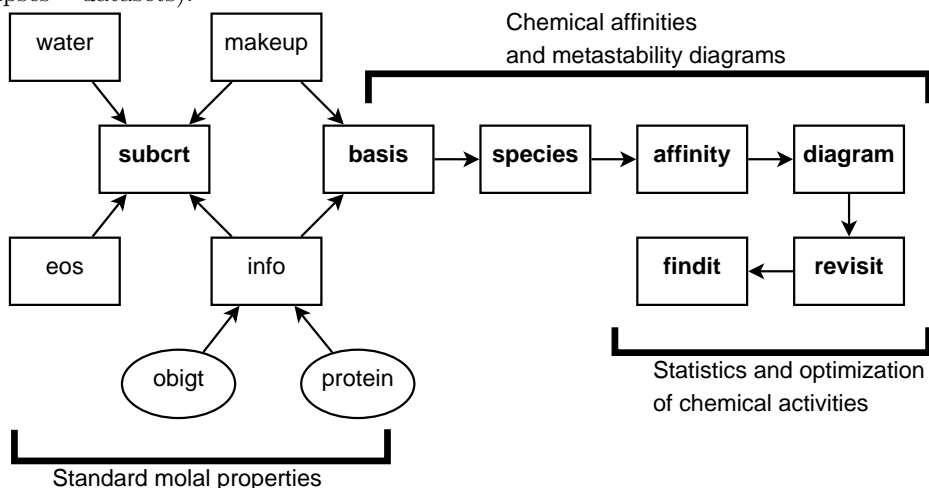 datasets).
Chemical affinities
and metastability diagrams
water
makeup
subcrt
basis
species
affinity
diagram
eos
info
findit
revisit
obigt
protein
Statistics and optimization
of chemical activities
Standard molal properties